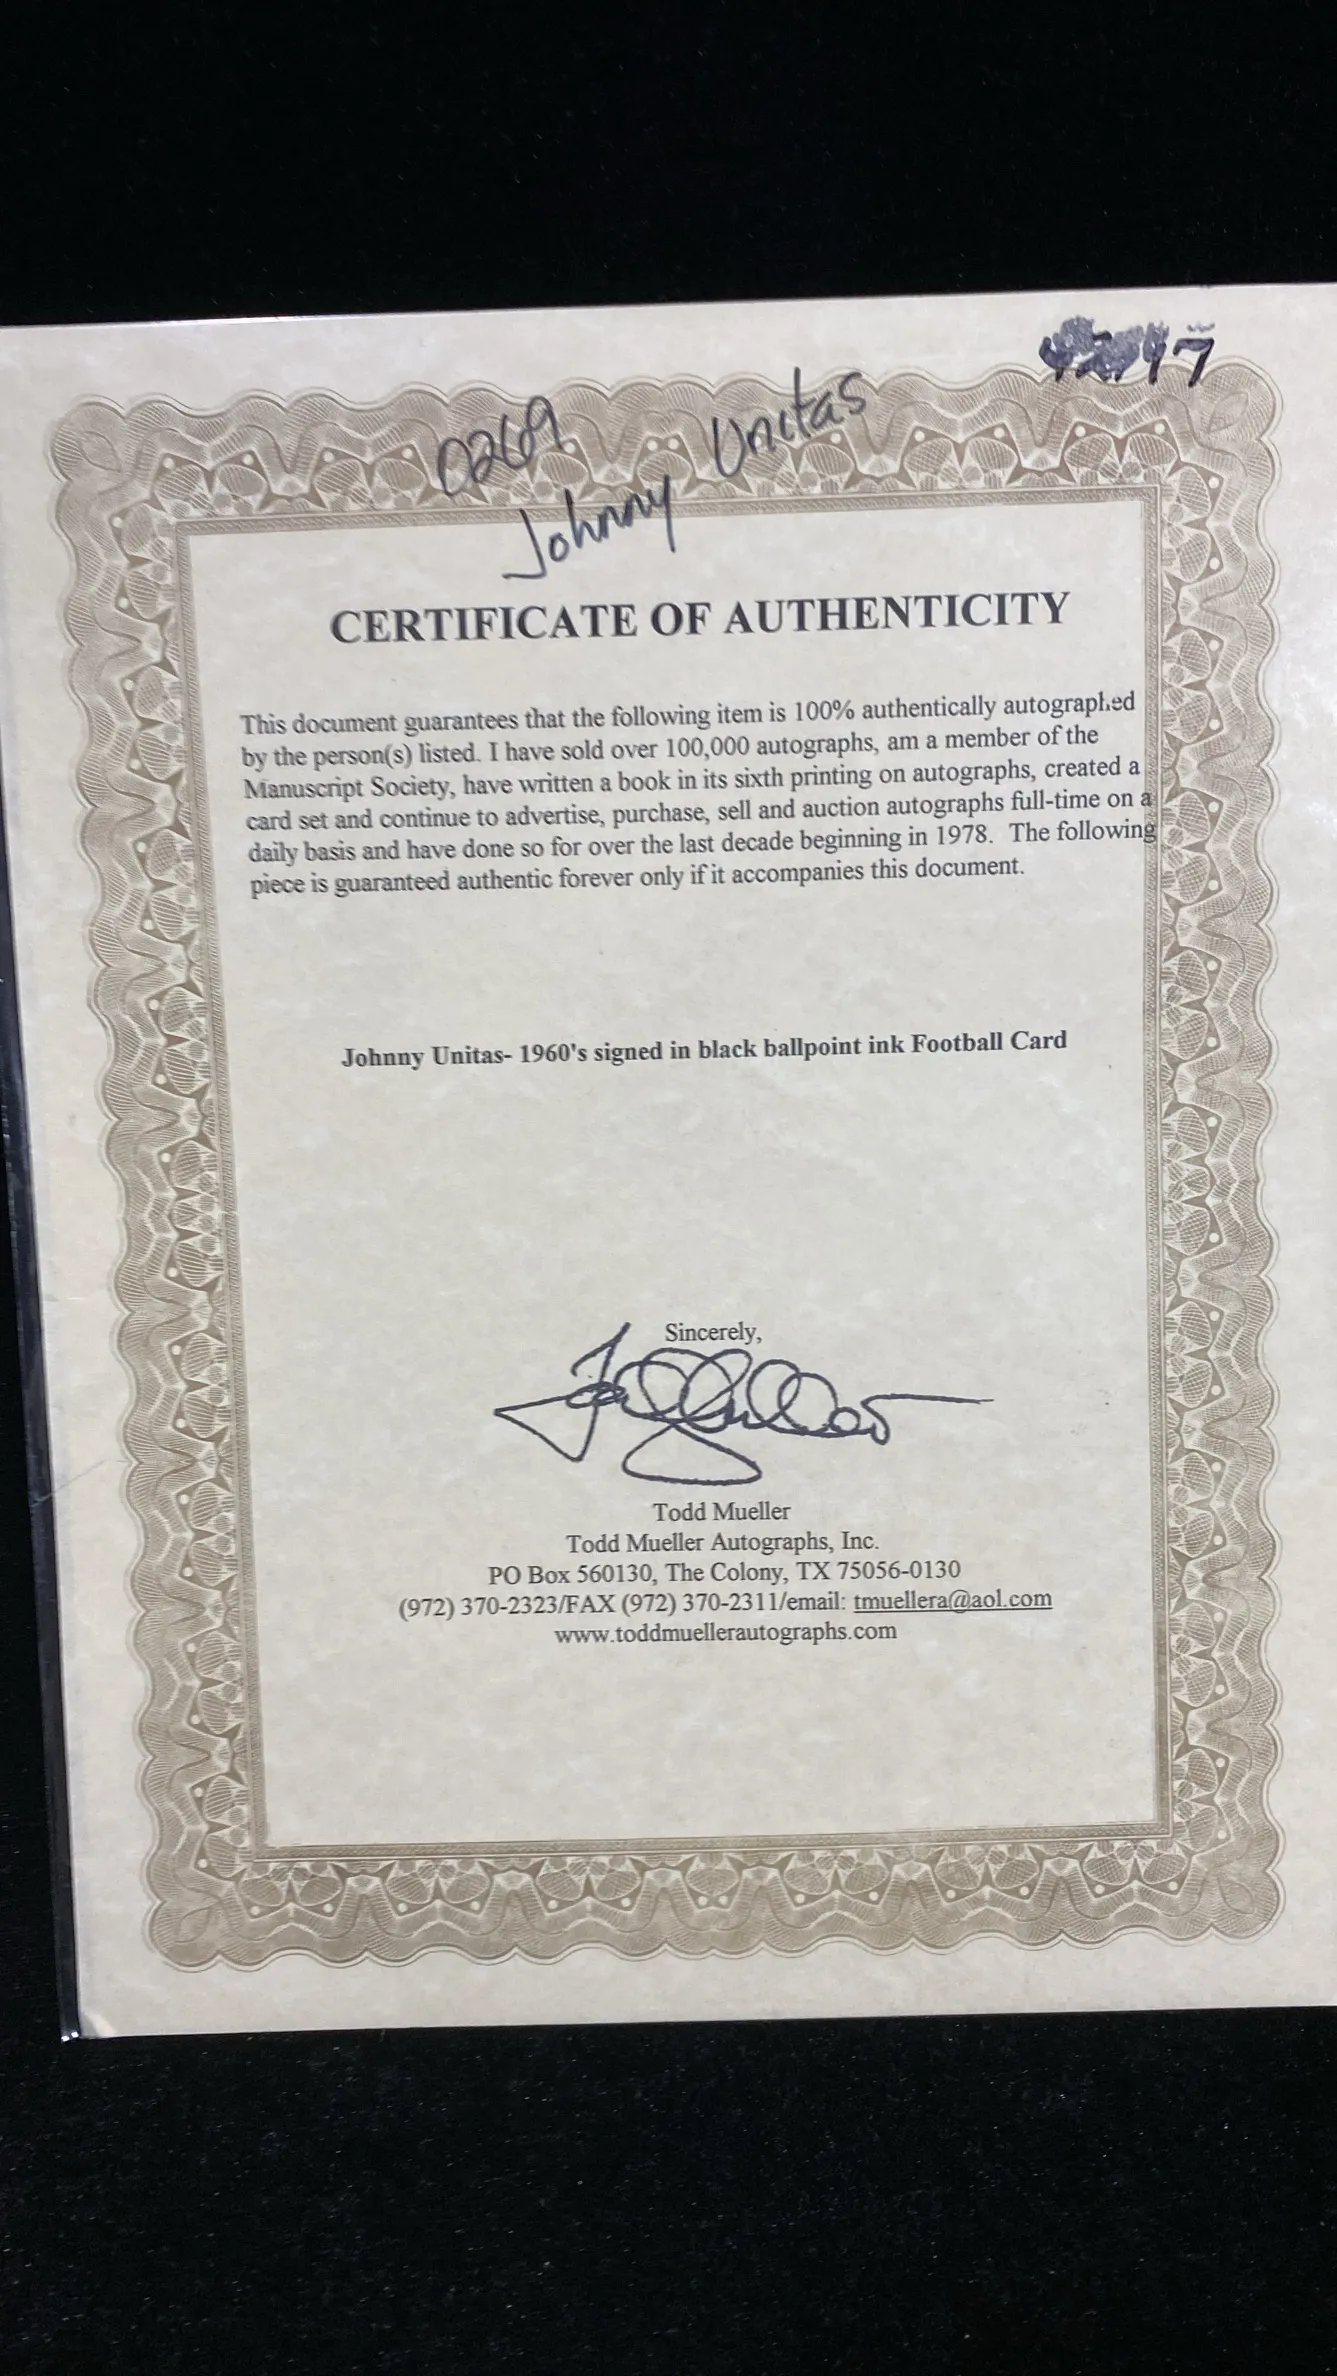 17
0269
Johnny Unitas
CERTIFICATE OF AUTHENTICITY
This document guarantees that the following item is 100% authentically autographed
by the person(s) listed. I have sold over 100,000 autographs, am a member of the
Manuscript Society, have written a book in its sixth printing on autographs, created a
card set and continue to advertise, purchase, sell and auction autographs full-time on a
daily basis and have done so for over the last decade beginning in 1978. The following
piece is guaranteed authentic forever only if it accompanies this document.
Johnny Unitas- 1960's signed in black ballpoint ink Football Card
Sincerely,
Todd Mueller
Todd Mueller Autographs, Inc.
PO Box 560130, The Colony, TX 75056-0130
(972) 370-2323/FAX (972) 370-2311/email: tmuellera@aol.com
www.toddmuellerautographs.com